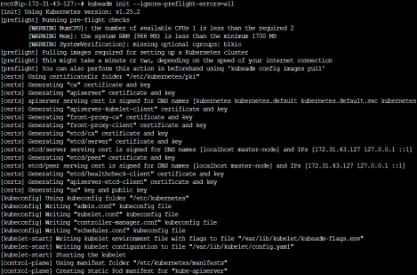 root@ip-172-31-43-127:~# kubeadm init --ignore-preflight-errors=all
[init] Using Kubernetes version: v1.25.2
[preflight] Running pre-flight checks
[WARNING NumCPU]: the number of available CPUs 1 is less than the required 2
[WARNING Mem]: the system RAM (966 MB) is less than the minimum 1700 MB
[WARNING SystemVerification]: missing optional cgroups: blkio
[preflight] Pulling images required for setting up a Kubernetes cluster
[preflight] This might take a minute or two, depending on the speed of your internet connection
[preflight] You can also perform this action in beforehand using 'kubeadm config images pull'
[certs] Using certificateDir folder "/etc/kubernetes/pki"
[certs] Generating "ca" certificate and key
[certs] Generating "apiserver" certificate and key
[certs] apiserver serving cert is signed for DNS names [kubernetes kubernetes.default kubernetes.default.svc kubernetes
[certs] Generating "apiserver-kubelet-client" certificate and key
[certs] Generating "front-proxy-ca" certificate and key
[certs] Generating "front-proxy-client" certificate and key
[certs] Generating "etcd/ca" certificate and key
[certs] Generating "etcd/server" certificate and key
[certs] etcd/server serving cert is signed for DNS names [localhost master-node] and IPs [172.31.43.127 127.0.0.1 ::1]
[certs] Generating "etcd/peer" certificate and key
[certs] etcd/peer serving cert is signed for DNS names [localhost master-node] and IPs [172.31.43.127 127.0.0.1 ::1]
[certs] Generating "etcd/healthcheck-client" certificate and key
[certs] Generating "apiserver-etcd-client" certificate and key
[certs] Generating "sa" key and public key
[kubeconfig] Using kubeconfig folder "/etc/kubernetes"
[kubeconfig] Writing "admin.conf" kubeconfig file
[kubeconfig] Writing "kubelet.conf" kubeconfig file
[kubeconfig] Writing "controller-manager.conf" kubeconfig file
[kubeconfig] Writing "scheduler.conf" kubeconfig file
[kubelet-start] Writing kubelet environment file with flags to file "/var/lib/kubelet/kubeadm-flags.env"
[kubelet-start] Writing kubelet configuration to file "/var/lib/kubelet/config.yaml"
[kubelet-start] Starting the kubelet
[control-plane] Using manifest folder "/etc/kubernetes/manifests"
[control-plane] Creating static Pod manifest for "kube-apiserver"